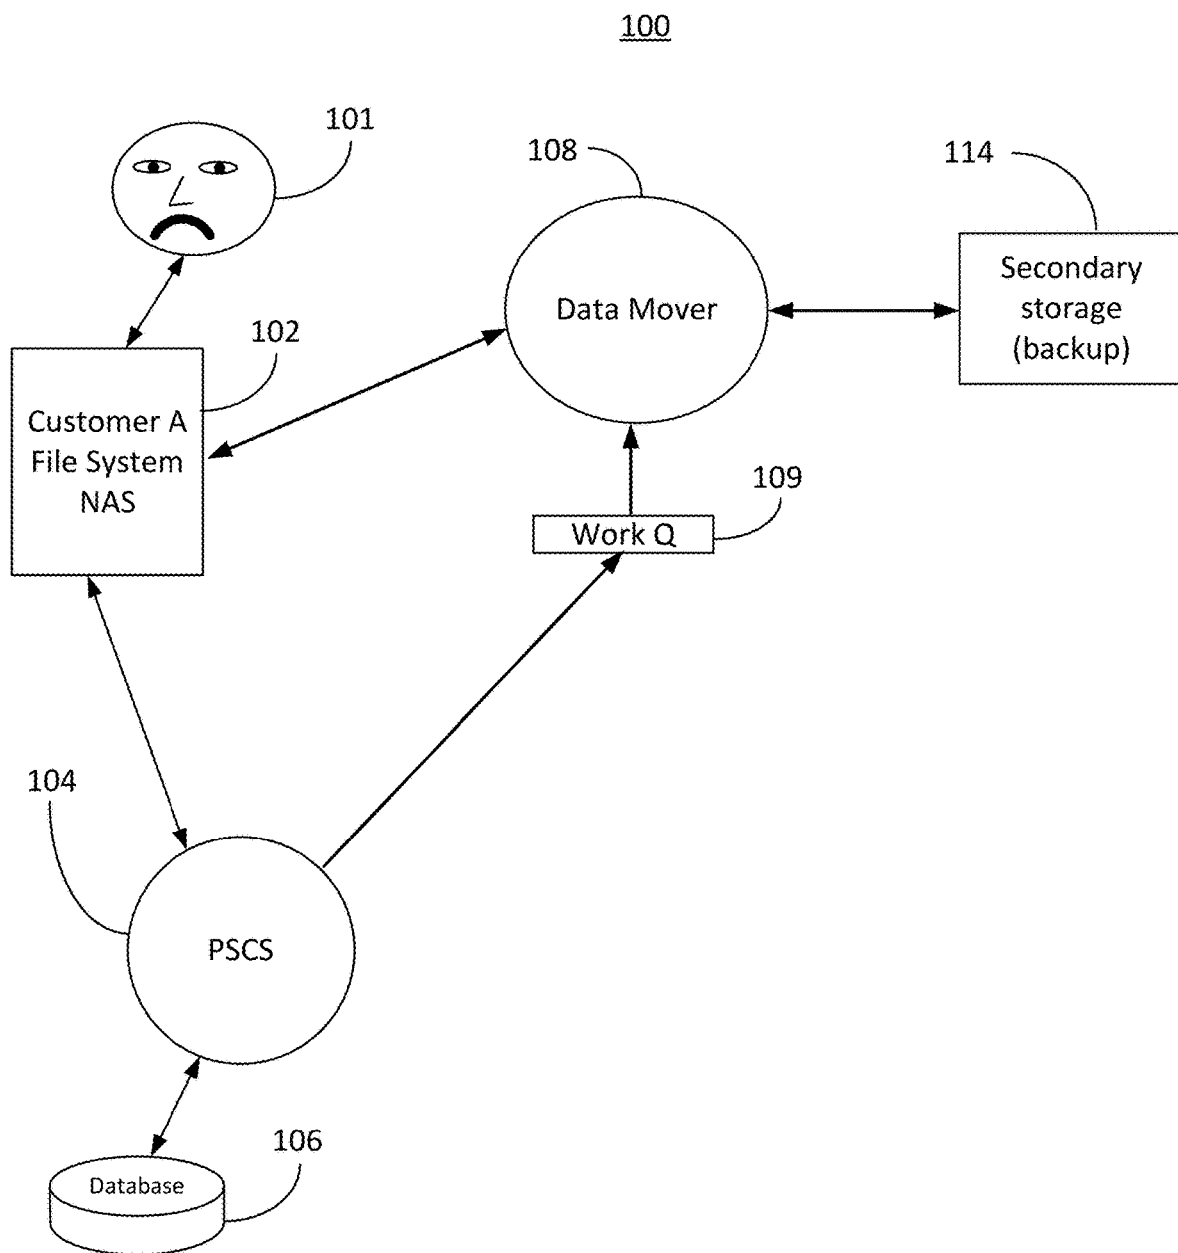 100
101
108
114
Data Mover
Secondary
storage
(backup)
102
Customer A
File System
NAS
109
Work Q
104
PSCS
106
Database